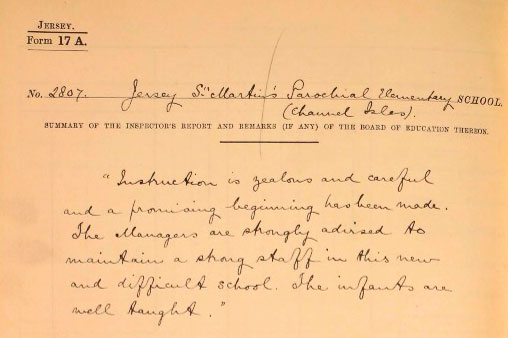 JERSEY.
Form 17 A.
No. 2807. Jersey St Martin's Parochial Elementary SCHOOL.
(Channel Isles).
SUMMARY OF THE INSPECTOR'S REPORT AND REMARKS (IF ANY) OF THE BOARD OF EDUCATION THEREON.
"Instruction is zealous and careful
and a promising beginning has been made.
The Managers are strongly advised to
maintain a strong staff in this new
and difficult school. The infants are
well taught."